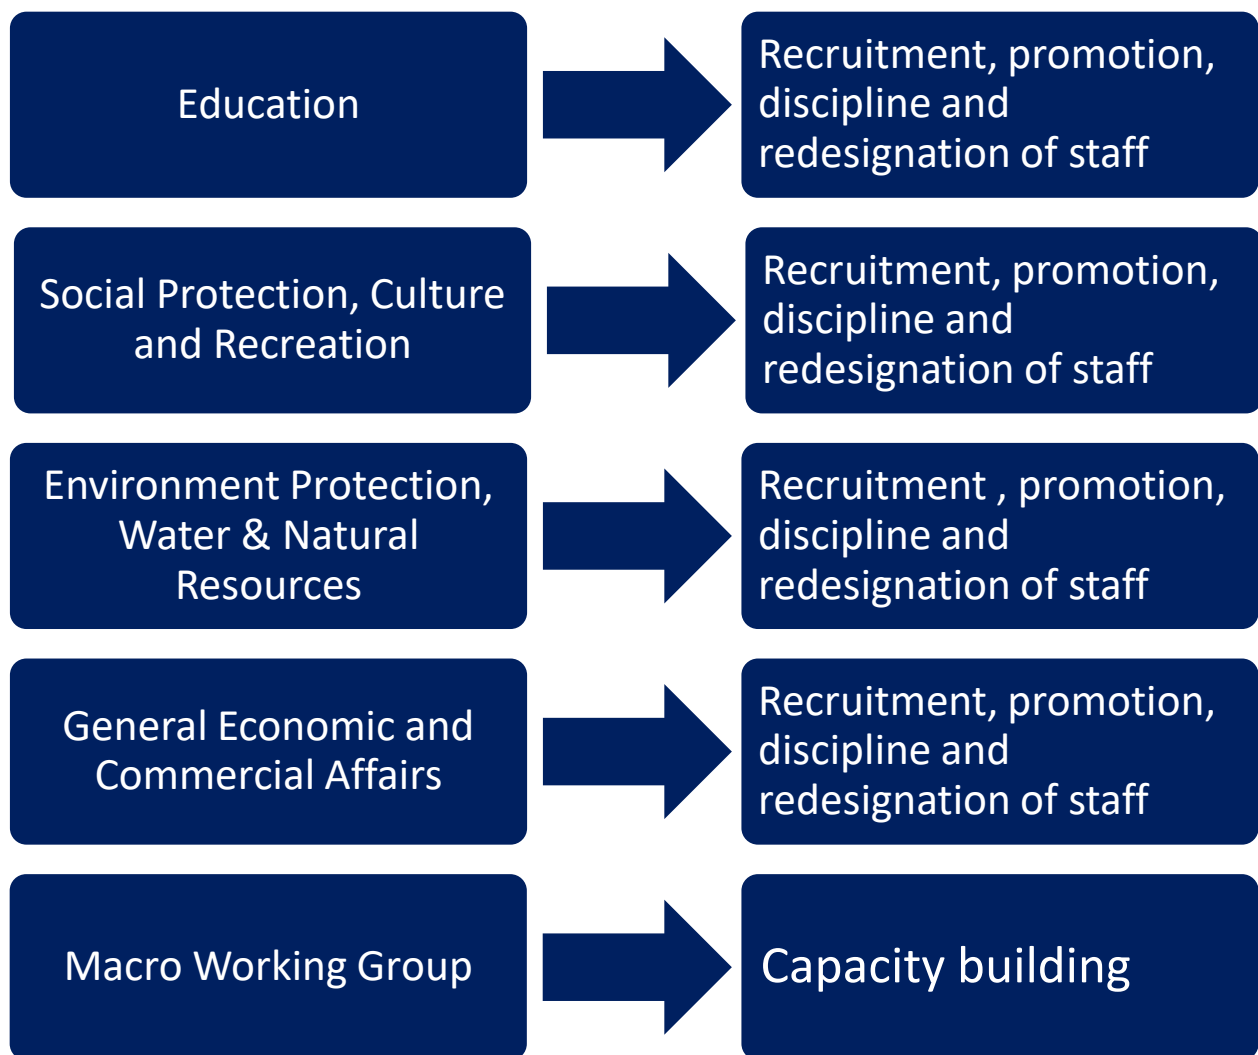 Education
Recruitment, promotion,
discipline and
redesignation of staff
Social Protection, Culture
and Recreation
Recruitment, promotion,
discipline and
redesignation of staff
Environment Protection,
Water & Natural
Resources
Recruitment , promotion,
discipline and
redesignation of staff
General Economic and
Commercial Affairs
Recruitment, promotion,
discipline and
redesignation of staff
Macro Working Group
Capacity building